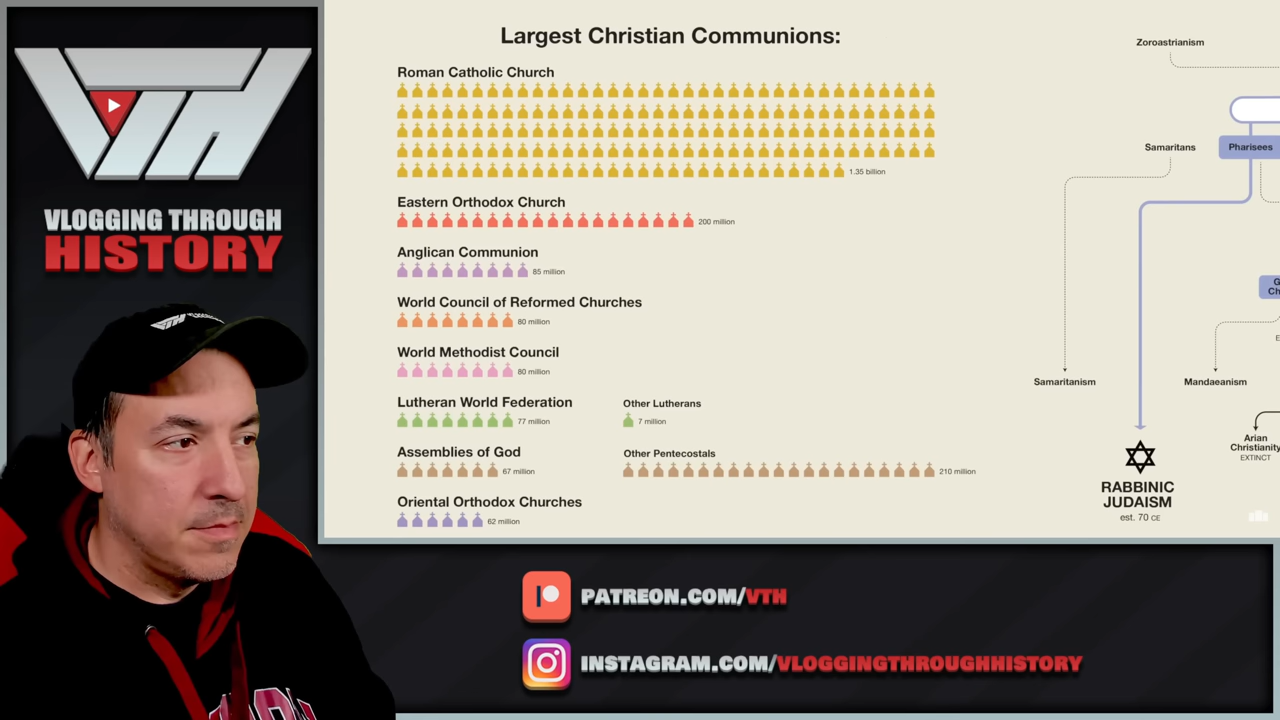 VTH
VLOGGING THROUGH
HISTORY
Largest Christian Communions:
Roman Catholic Church
1.35 billion
Eastern Orthodox Church
200 million
Anglican Communion
85 million
World Council of Reformed Churches
80 million
World Methodist Council
80 million
Lutheran World Federation
77 million
Other Lutherans
7 million
Assemblies of God
67 million
Other Pentecostals
210 million
Oriental Orthodox Churches
62 million
Zoroastrianism
Samaritans
Pharisees
Samaritanism
Mandaeanism
Arian
Christianity
EXTINCT
RABBINIC
JUDAISM
est. 70 CE
PATREON.COM/VTH
INSTAGRAM.COM/VLOGGINGTHROUGHHISTORY